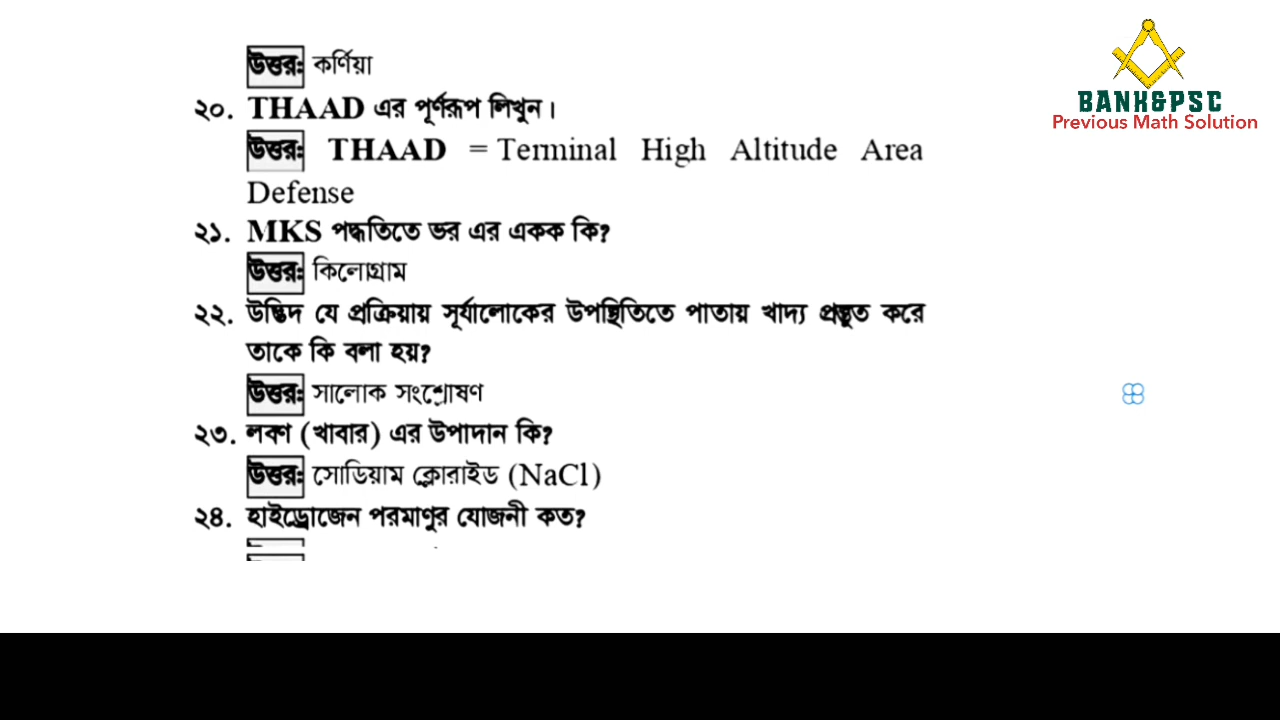 উত্তর: কর্ণিয়া
BANK&PSC
Previous Math Solution
২০. THAAD এর পূর্ণরূপ লিখুন।
উত্তর: THAAD = Terminal High Altitude Area
Defense
২১. MKS পদ্ধতিতে ভর এর একক কি?
উত্তর: কিলোগ্রাম
২২. উদ্ভিদ যে প্রক্রিয়ায় সূর্যালোকের উপস্থিতিতে পাতায় খাদ্য প্রস্তুত করে
তাকে কি বলা হয়?
উত্তর: সালোক সংশ্লেষণ
২৩. লবণ (খাবার) এর উপাদান কি?
উত্তর: সোডিয়াম ক্লোরাইড (NaCl)
২৪. হাইড্রোজেন পরমাণুর যোজনী কত?